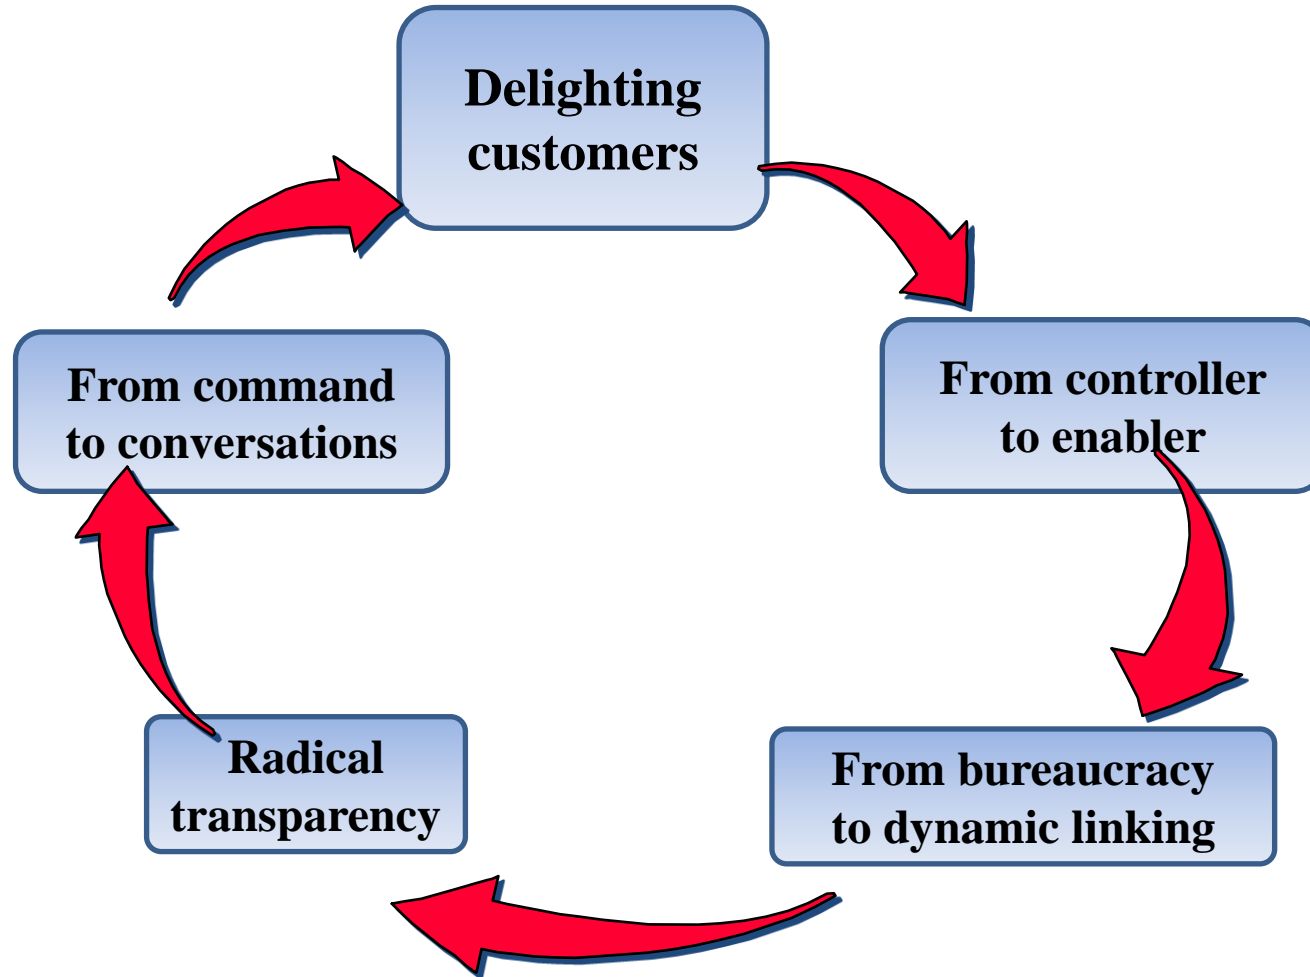 Delighting
customers
From command
to conversations
From controller
to enabler
Radical
transparency
From bureaucracy
to dynamic linking